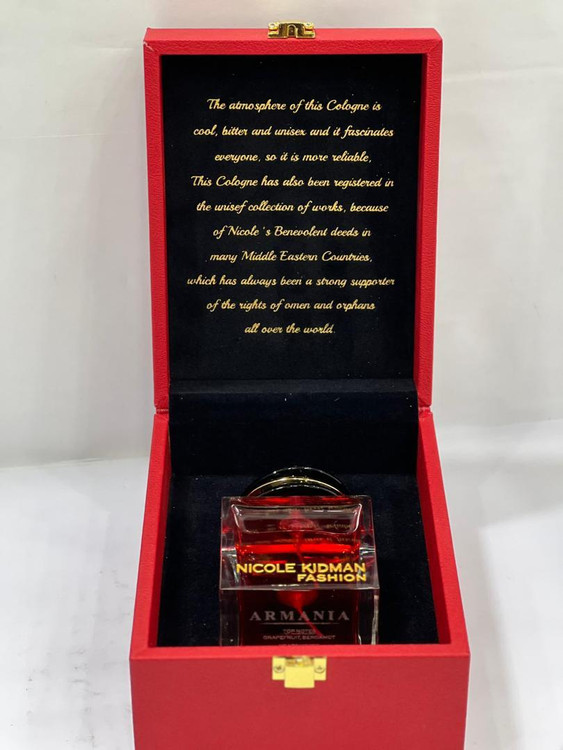 The atmosphere of this Cologne is
cool, bitter and unisex and it fascinates
everyone, so it is more reliable,
This Cologne has also been registered in
the unisef collection of works, because
of Nicole's Benevolent deeds in
many Middle Eastern Countries,
which has always been a strong supporter
of the rights of omen and orphans
all over the world.
NICOLE KIDMAN
FASHION
ARMANIA
GRAPEFRUIT, BERGAMOT